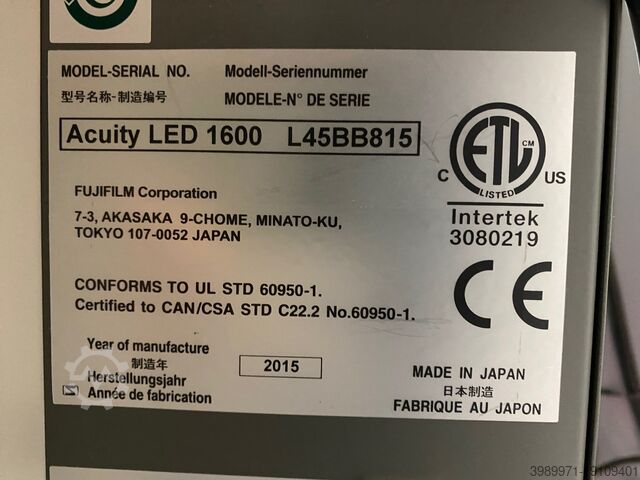 MODEL-SERIAL NO. Modell-Seriennummer
型号名称-制造编号 MODELE-N° DE SERIE
Acuity LED 1600 L45BB815
FUJIFILM Corporation
7-3, AKASAKA 9-CHOME, MINATO-KU,
TOKYO 107-0052 JAPAN
CONFORMS TO UL STD 60950-1.
Certified to CAN/CSA STD C22.2 No.60950-1.
Year of manufacture
制造年
Herstellungsjahr
Année de fabrication
2015
ETL CM
C US
LISTED
Intertek
3080219
CE
MADE IN JAPAN
日本制造
FABRIQUE AU JAPON